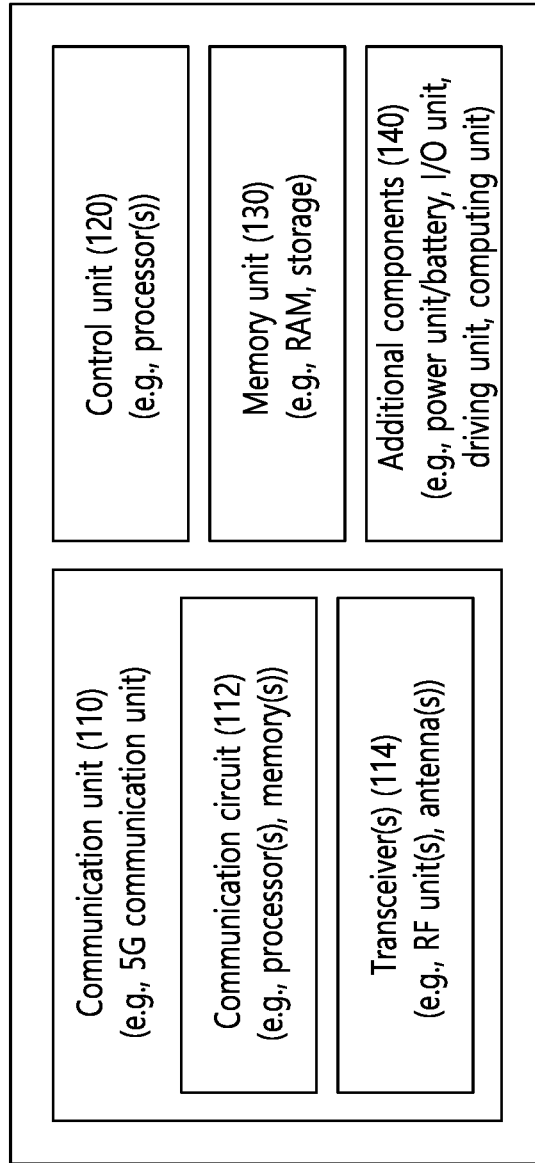 Communication unit (110)
(e.g., 5G communication unit)
Communication circuit (112)
(e.g., processor(s), memory(s))
Transceiver(s) (114)
(e.g., RF unit(s), antenna(s))
Control unit (120)
(e.g., processor(s))
Memory unit (130)
(e.g., RAM, storage)
Additional components (140)
(e.g., power unit/battery, I/O unit,
driving unit, computing unit)